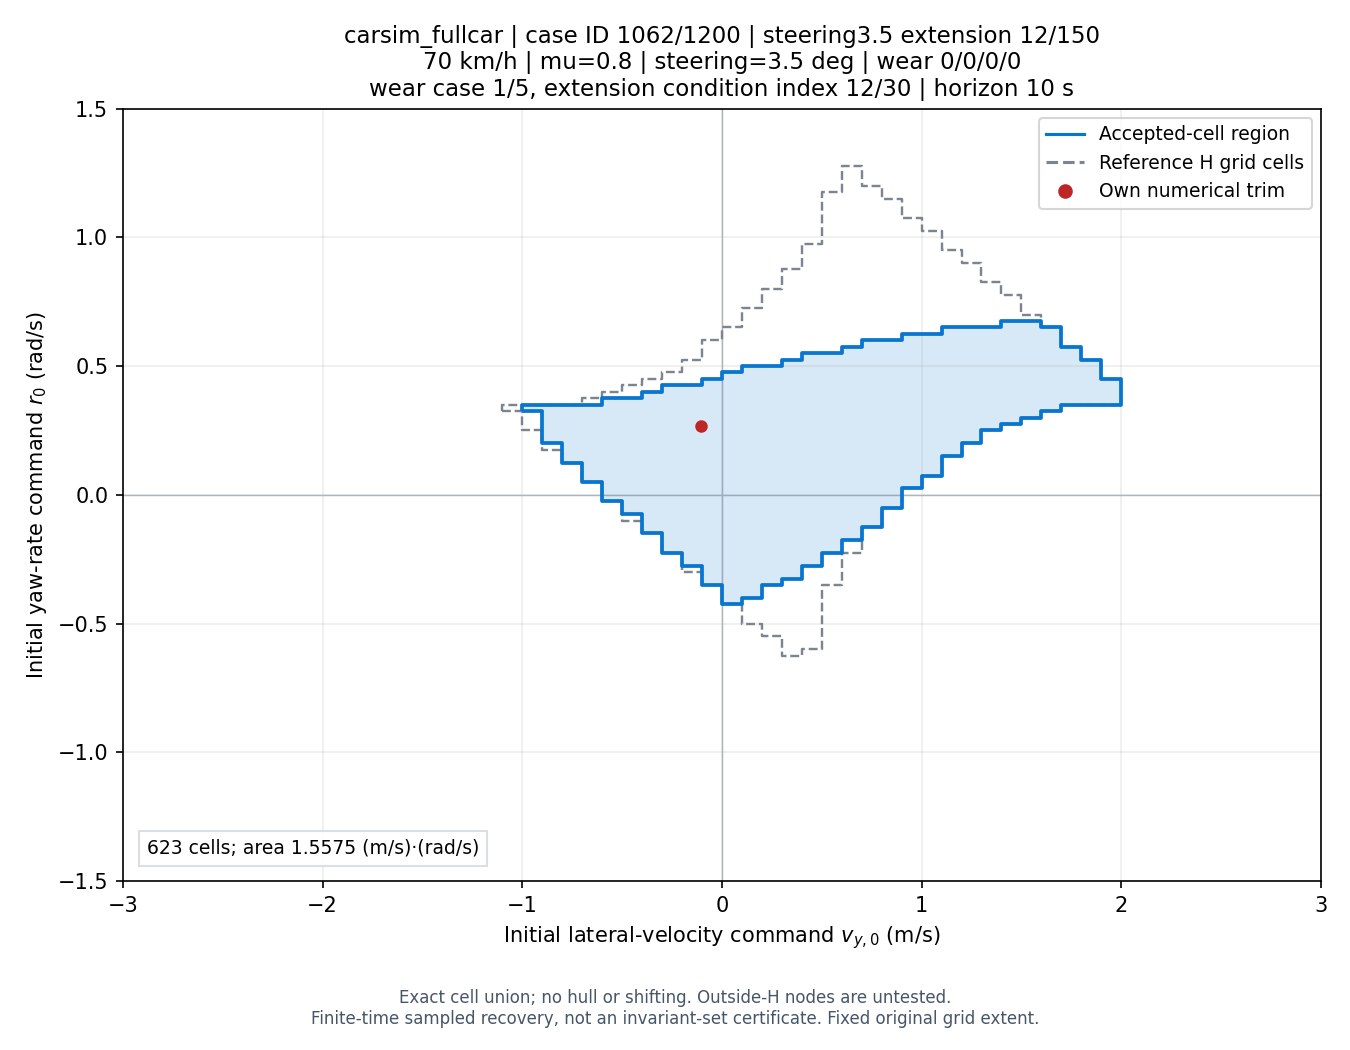 carsim_fullcar | case ID 1062/1200 | steering3.5 extension 12/150
70 km/h | mu=0.8 | steering=3.5 deg | wear 0/0/0/0
wear case 1/5, extension condition index 12/30 | horizon 10 s
Accepted-cell region
Reference H grid cells
Own numerical trim
1.5
1.0
0.5
0.0
−0.5
−1.0
−1.5
Initial yaw-rate command r0 (rad/s)
623 cells; area 1.5575 (m/s)·(rad/s)
−3
−2
−1
0
1
2
3
Initial lateral-velocity command vy,0 (m/s)
Exact cell union; no hull or shifting. Outside-H nodes are untested.
Finite-time sampled recovery, not an invariant-set certificate. Fixed original grid extent.